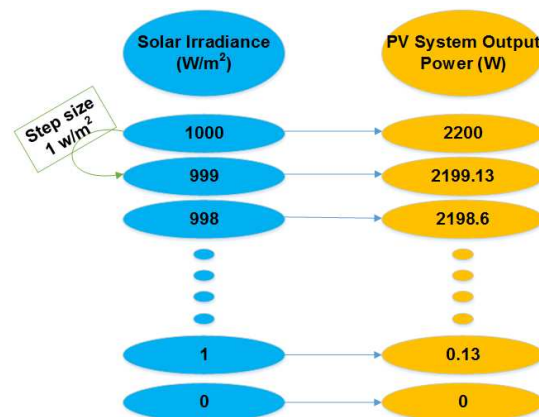 Solar Irradiance
(W/m²)
PV System Output
Power (W)
Step size
1 w/m²
1000
2200
999
2199.13
998
2198.6
1
0.13
0
0